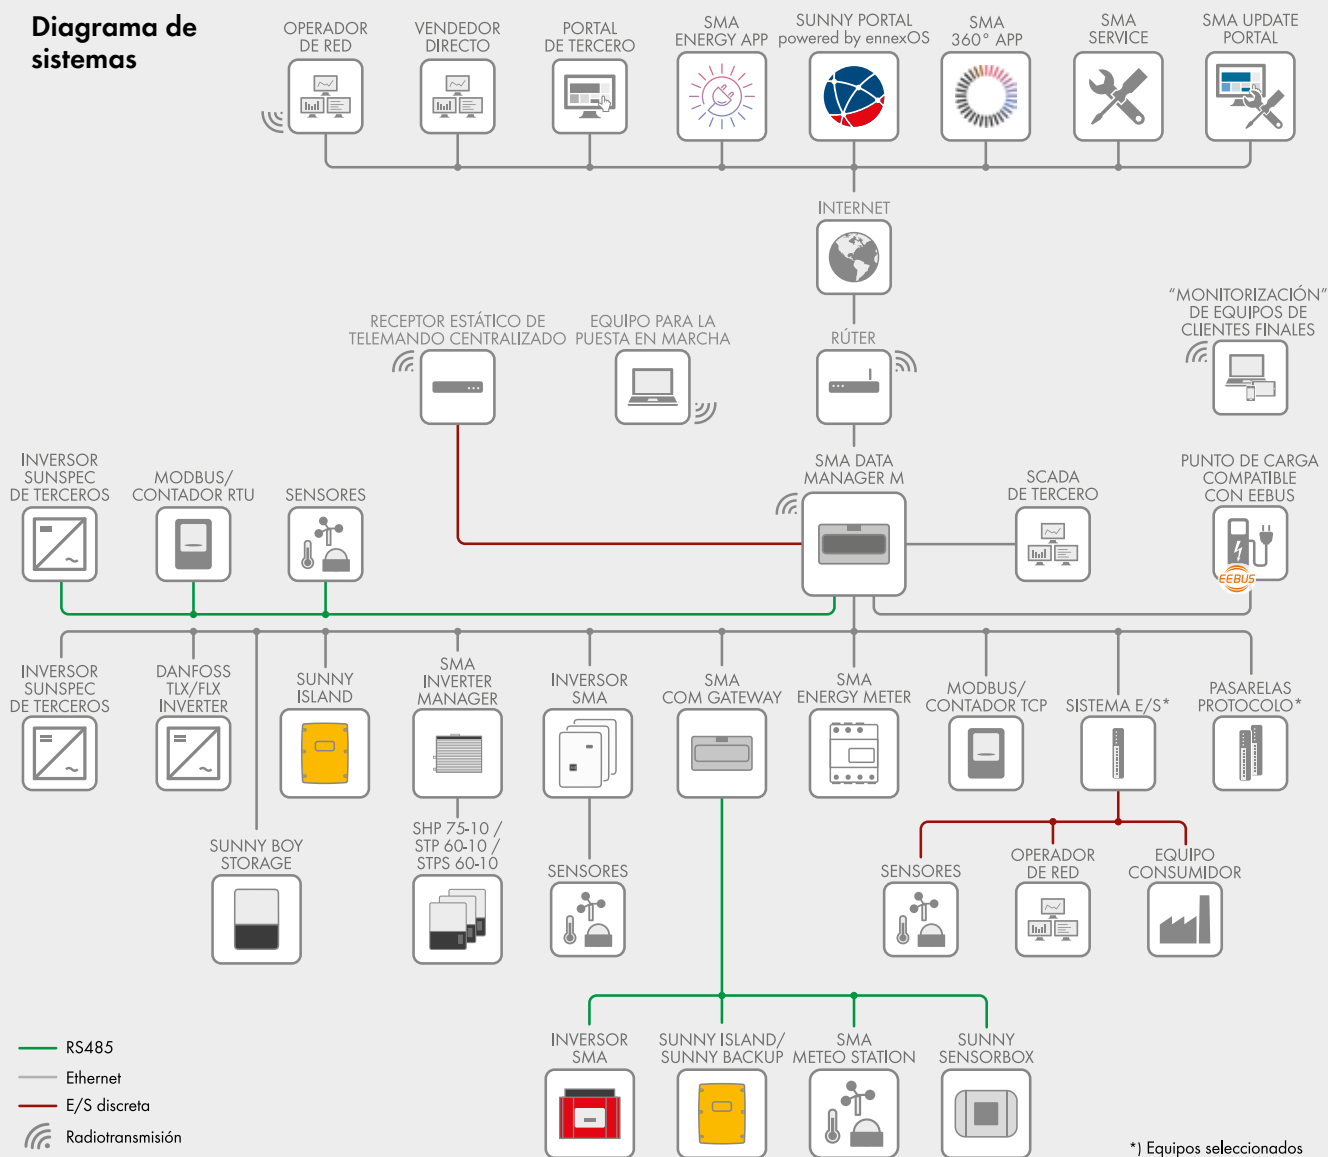 Diagrama de
sistemas
OPERADOR
DE RED
VENDEDOR
DIRECTO
PORTAL
DE TERCERO
SMA
ENERGY APP
SUNNY PORTAL
powered by ennexOS
SMA
360° APP
SMA
SERVICE
SMA UPDATE
PORTAL
INTERNET
RECEPTOR ESTÁTICO DE
TELEMANDO CENTRALIZADO
EQUIPO PARA LA
PUESTA EN MARCHA
RÚTER
“MONITORIZACIÓN”
DE EQUIPOS DE
CLIENTES FINALES
INVERSOR
SUNSPEC
DE TERCEROS
MODBUS/
CONTADOR RTU
SENSORES
SMA DATA
MANAGER M
SCADA
DE TERCERO
PUNTO DE CARGA
COMPATIBLE
CON EEBUS
EEBUS
INVERSOR
SUNSPEC
DE TERCEROS
DANFOSS
TLX/FLX
INVERTER
SUNNY
ISLAND
SMA
INVERTER
MANAGER
INVERSOR
SMA
SMA
COM GATEWAY
SMA
ENERGY METER
MODBUS/
CONTADOR TCP
SISTEMA E/S*
PASARELAS
PROTOCOLO*
SUNNY BOY
STORAGE
SHP 75-10 /
STP 60-10 /
STPS 60-10
SENSORES
SENSORES
OPERADOR
DE RED
EQUIPO
CONSUMIDOR
INVERSOR
SMA
SUNNY ISLAND/
SUNNY BACKUP
SMA
METEO STATION
SUNNY
SENSORBOX
RS485
Ethernet
E/S discreta
Radiotransmisión
*) Equipos seleccionados